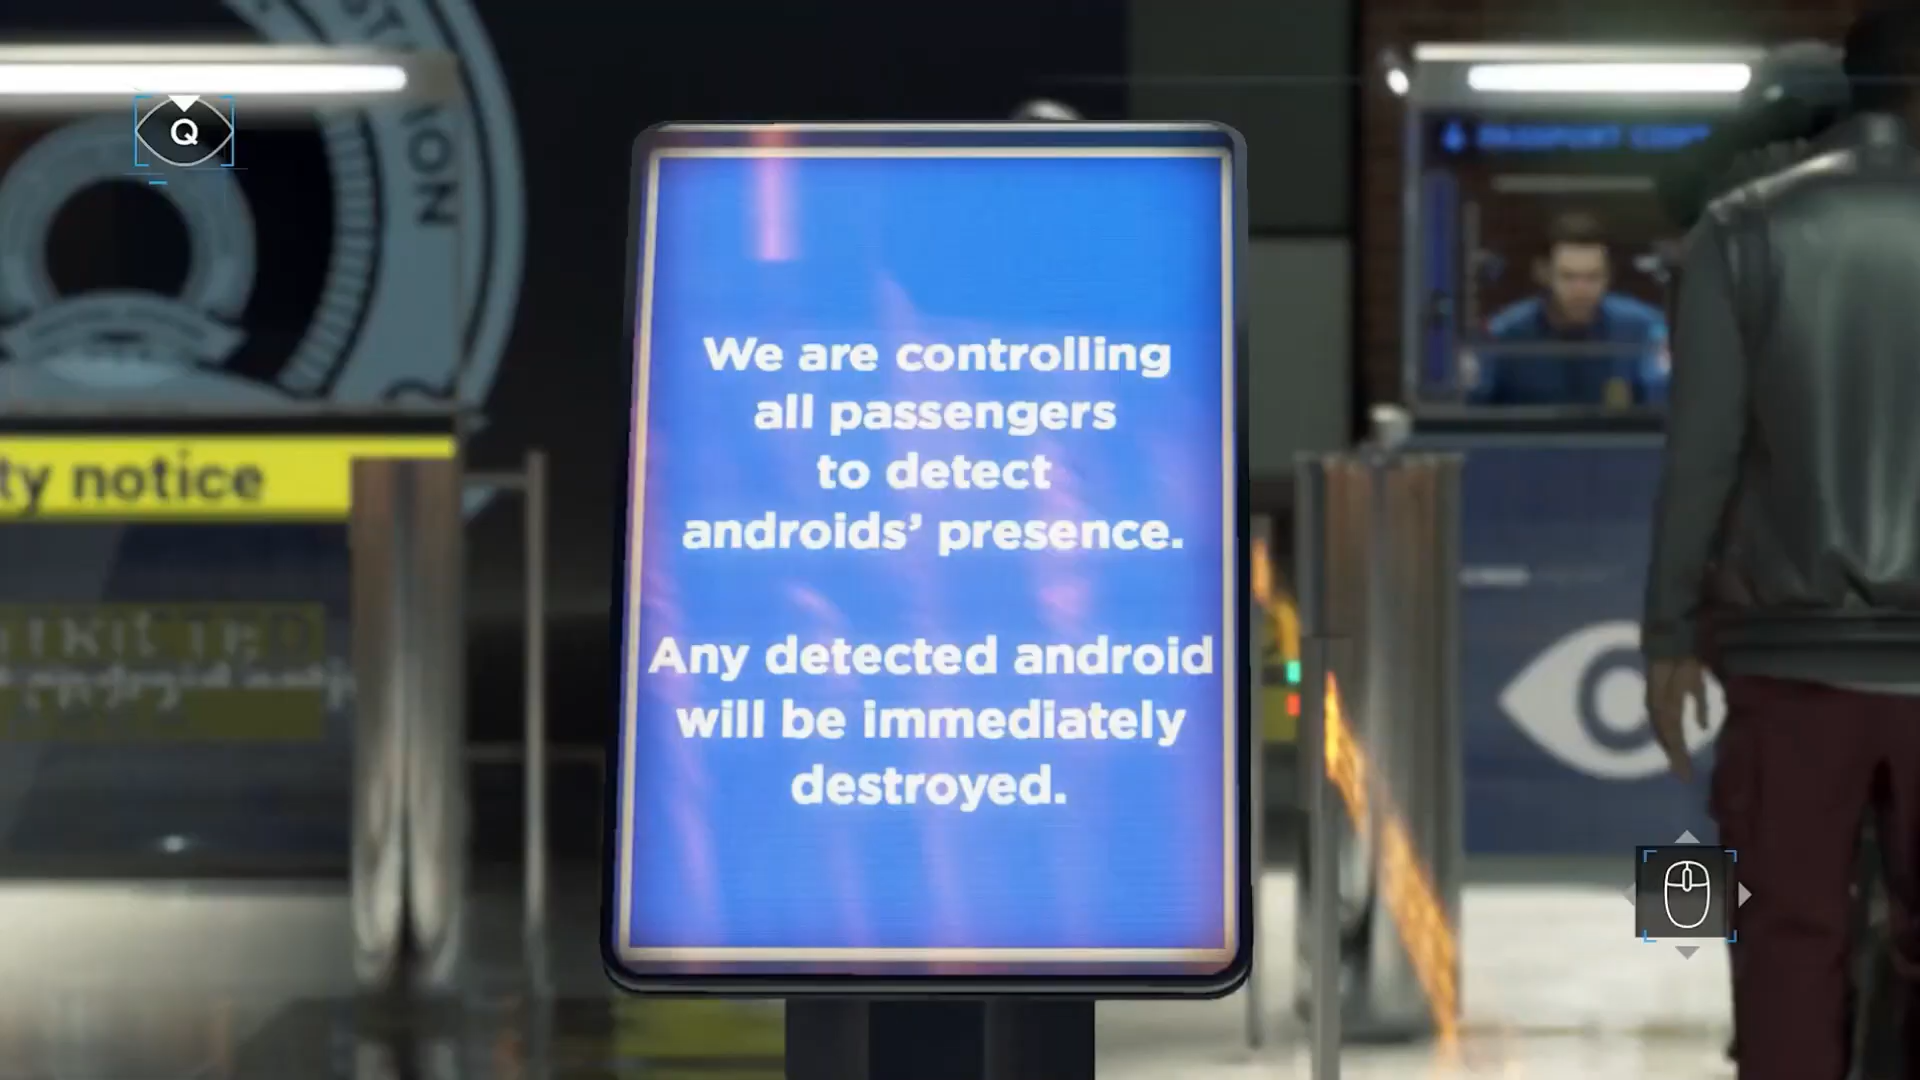 Q
ION
PASSPORT
ty notice
We are controlling
all passengers
to detect
androids’ presence.
Any detected android
will be immediately
destroyed.